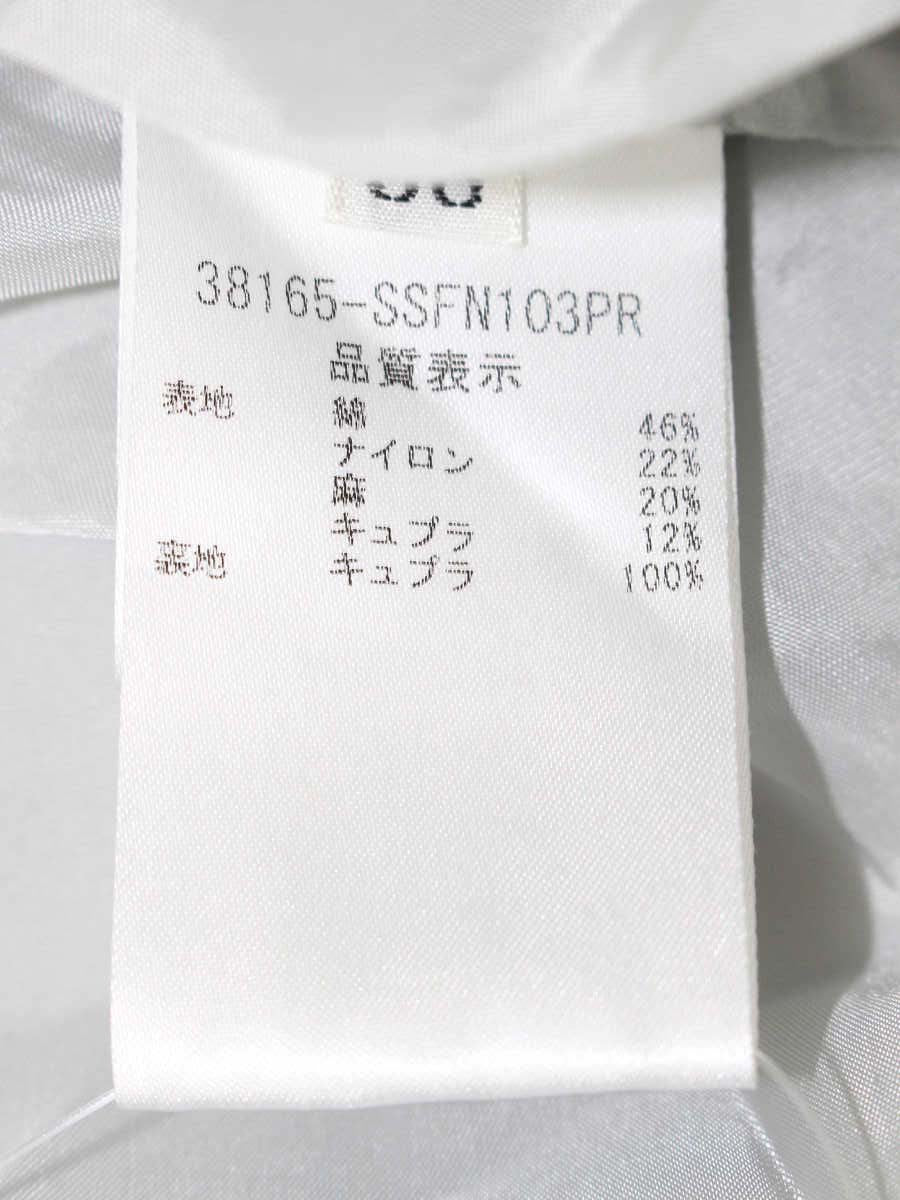 38165-SSFN103PR
品質表示
表地 綿 46%
ナイロン 22%
麻 20%
キュプラ 12%
裏地 キュプラ 100%